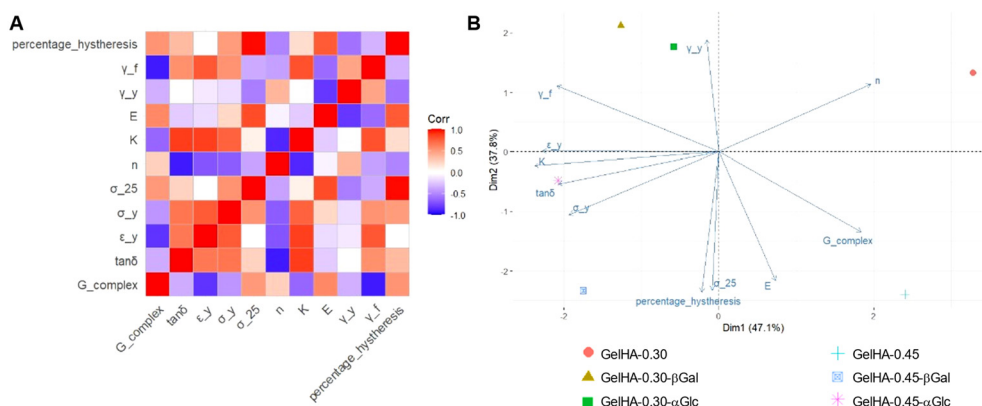 A
percentage_hystheresis
γ_f
γ_y
E
K
n
σ_25
σ_y
ε_y
tanδ
G_complex
G_complex
tanδ
ε_y
σ_y
σ_25
n
K
E
γ_y
γ_f
percentage_hystheresis
Corr
1.0
0.5
0.0
-0.5
-1.0
B
Dim2 (37.8%)
2
1
0
-1
-2
γ_y
γ_f
n
ε_y
K
tanδ
σ_y
G_complex
σ_25
E
percentage_hystheresis
-2
0
2
Dim1 (47.1%)
GelHA-0.30
GelHA-0.45
GelHA-0.30-βGal
GelHA-0.45-βGal
GelHA-0.30-αGlc
GelHA-0.45-αGlc